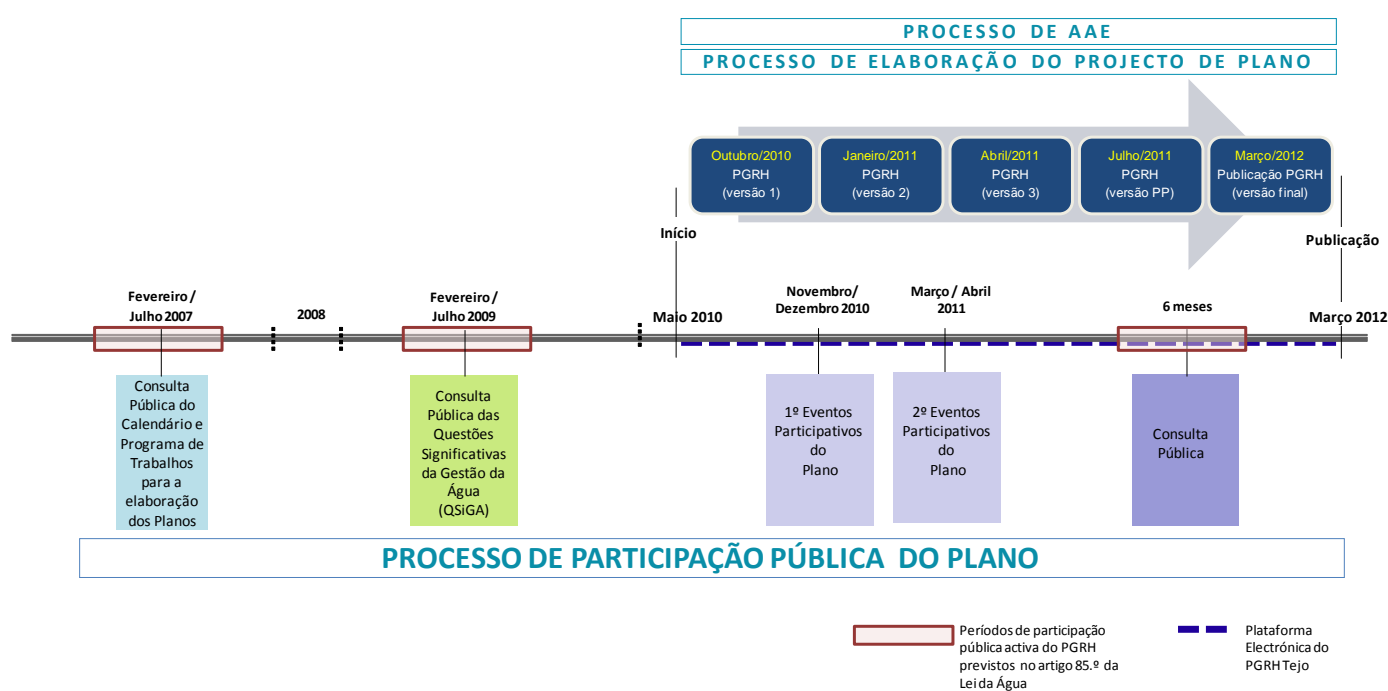 PROCESSO DE AAE
PROCESSO DE ELABORAÇÃO DO PROJECTO DE PLANO
Outubro/2010
PGRH
(versão 1)
Janeiro/2011
PGRH
(versão 2)
Abril/2011
PGRH
(versão 3)
Julho/2011
PGRH
(versão PP)
Março/2012
Publicação PGRH
(versão final)
Início
Publicação
Fevereiro /
Julho 2007
2008
Fevereiro /
Julho 2009
Maio 2010
Novembro/
Dezembro 2010
Março / Abril
2011
6 meses
Março 2012
Consulta
Pública do
Calendário e
Programa de
Trabalhos
para a
elaboração
dos Planos
Consulta
Pública das
Questões
Significativas
da Gestão da
Água
(QSiGA)
1º Eventos
Participativos
do
Plano
2º Eventos
Participativos
do
Plano
Consulta
Pública
PROCESSO DE PARTICIPAÇÃO PÚBLICA DO PLANO
Períodos de participação
pública activa do PGRH
previstos no artigo 85.º da
Lei da Água
Plataforma
Electrónica do
PGRH Tejo